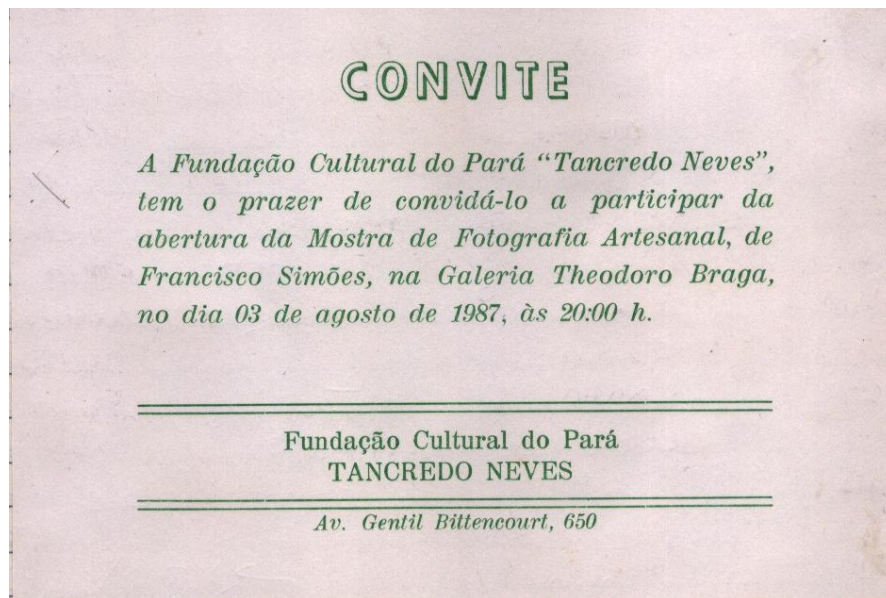 CONVITE
A Fundação Cultural do Pará “Tancredo Neves”,
tem o prazer de convidá-lo a participar da
abertura da Mostra de Fotografia Artesanal, de
Francisco Simões, na Galeria Theodoro Braga,
no dia 03 de agosto de 1987, às 20:00 h.
Fundação Cultural do Pará
TANCREDO NEVES
Av. Gentil Bittencourt, 650